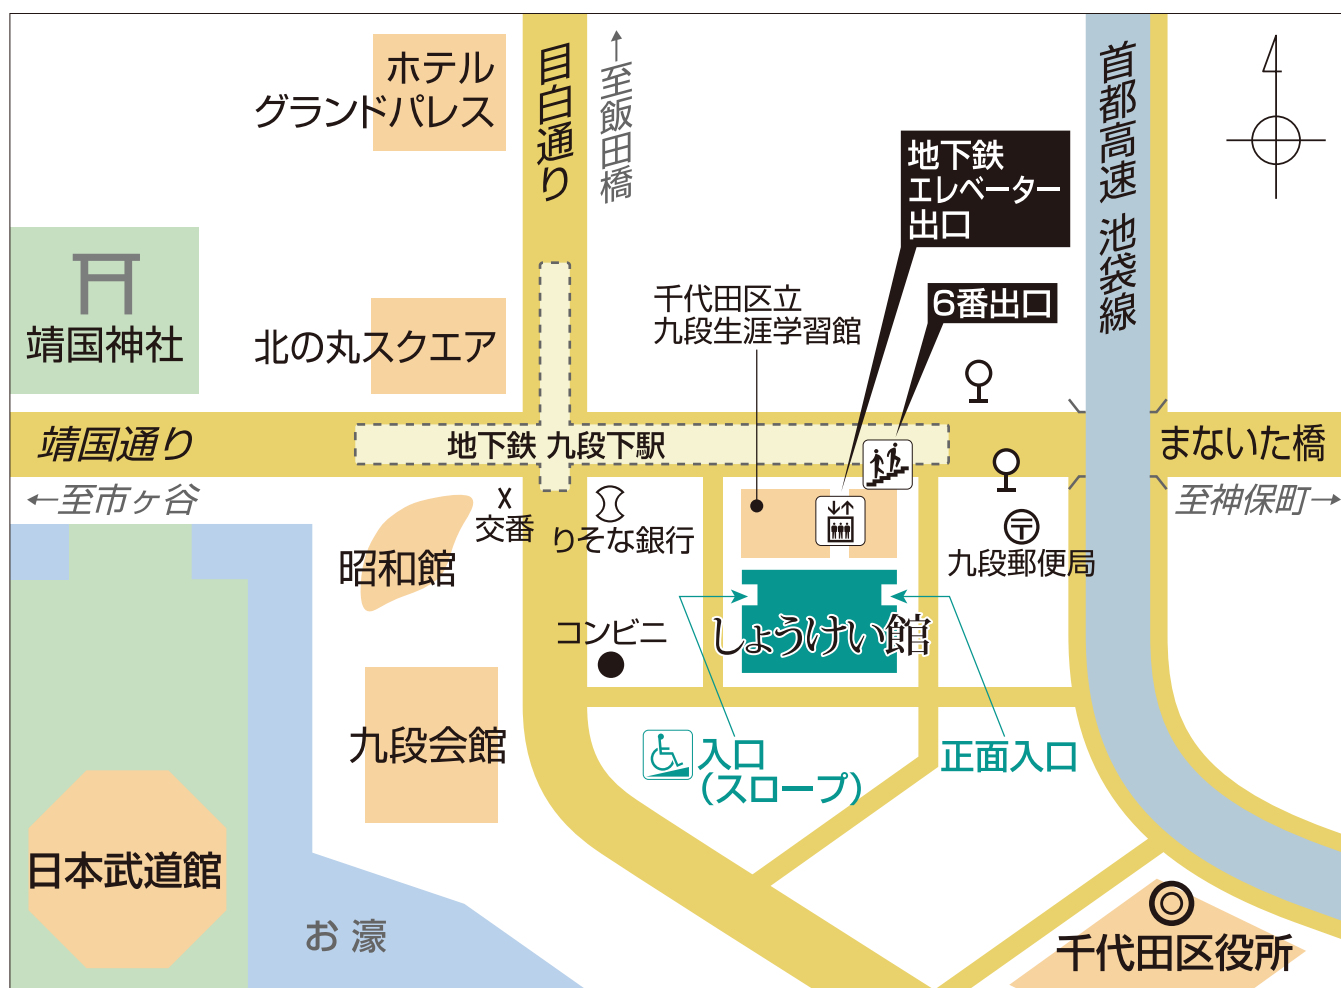 ホテル
グランドパレス
目白通り
↑至飯田橋
首都高速 池袋線
地下鉄
エレベーター
出口
6番出口
千代田区立
九段生涯学習館
靖国神社
北の丸スクエア
靖国通り
地下鉄 九段下駅
まないた橋
←至市ヶ谷
至神保町→
X
交番
りそな銀行
〒
九段郵便局
昭和館
コンビニ
しょうけい館
九段会館
入口
(スロープ)
正面入口
日本武道館
お濠
千代田区役所